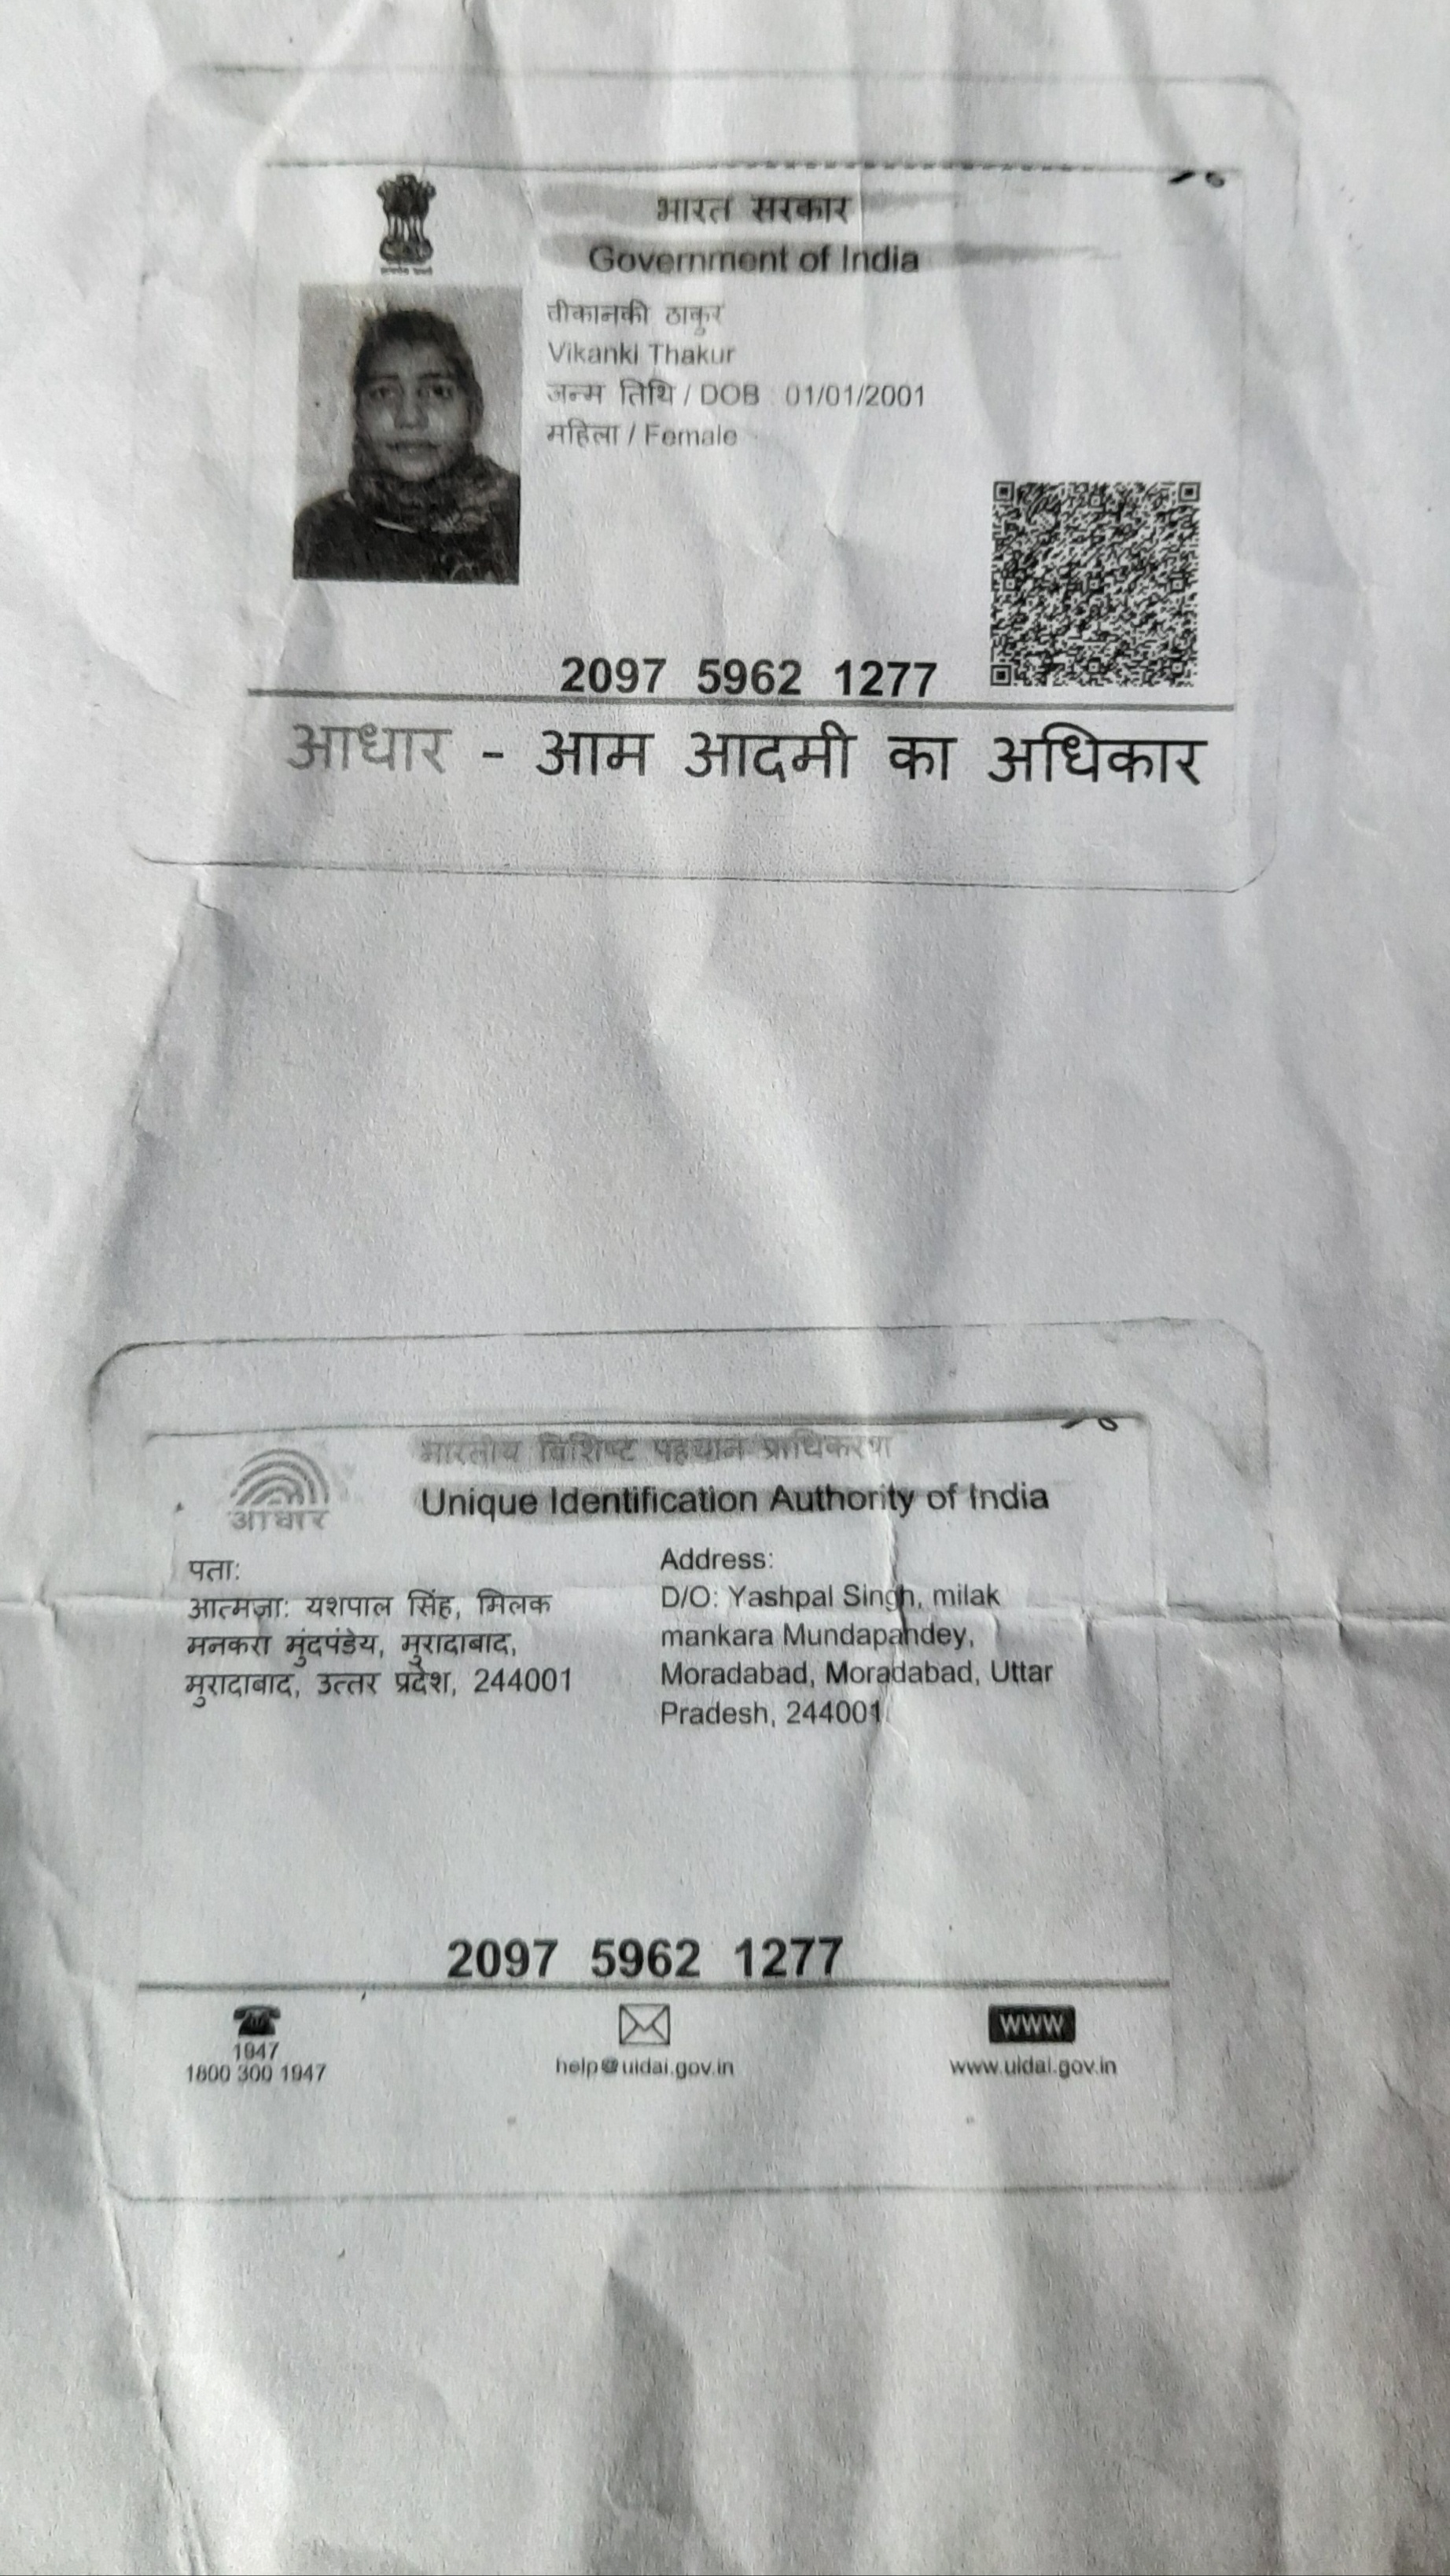 भारत सरकार
Government of India
वीकानकी ठाकुर
Vikanki Thakur
जन्म तिथि / DOB 01/01/2001
महिला / Female
2097 5962 1277
आधार - आम आदमी का अधिकार
भारतीय विशिष्ट पहचान प्राधिकरण
Unique Identification Authority of India
आधार
पता:
आत्मजा: यशपाल सिंह, मिलक
मनकरा मुंदपंडेय, मुरादाबाद,
मुरादाबाद, उत्तर प्रदेश, 244001
Address:
D/O: Yashpal Singh, milak
mankara Mundapandey,
Moradabad, Moradabad, Uttar
Pradesh, 244001
2097 5962 1277
1947
1800 300 1947
help@uidai.gov.in
www
www.uidai.gov.in